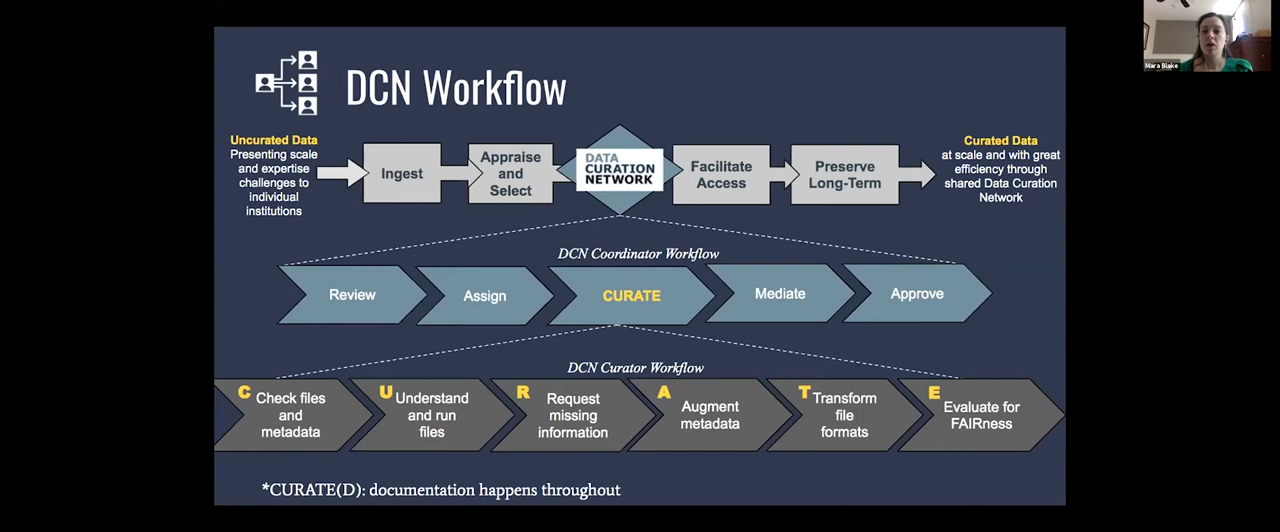 Mara Blake
DCN Workflow
Uncurated Data
Presenting scale
and expertise
challenges to
individual
institutions
Ingest
Appraise
and
Select
DATA
CURATION
NETWORK
Facilitate
Access
Preserve
Long-Term
Curated Data
at scale and with great
efficiency through
shared Data Curation
Network
DCN Coordinator Workflow
Review
Assign
CURATE
Mediate
Approve
DCN Curator Workflow
C
Check files
and
metadata
U
Understand
and run
files
R
Request
missing
information
A
Augment
metadata
T
Transform
file
formats
E
Evaluate for
FAIRness
*CURATE(D): documentation happens throughout